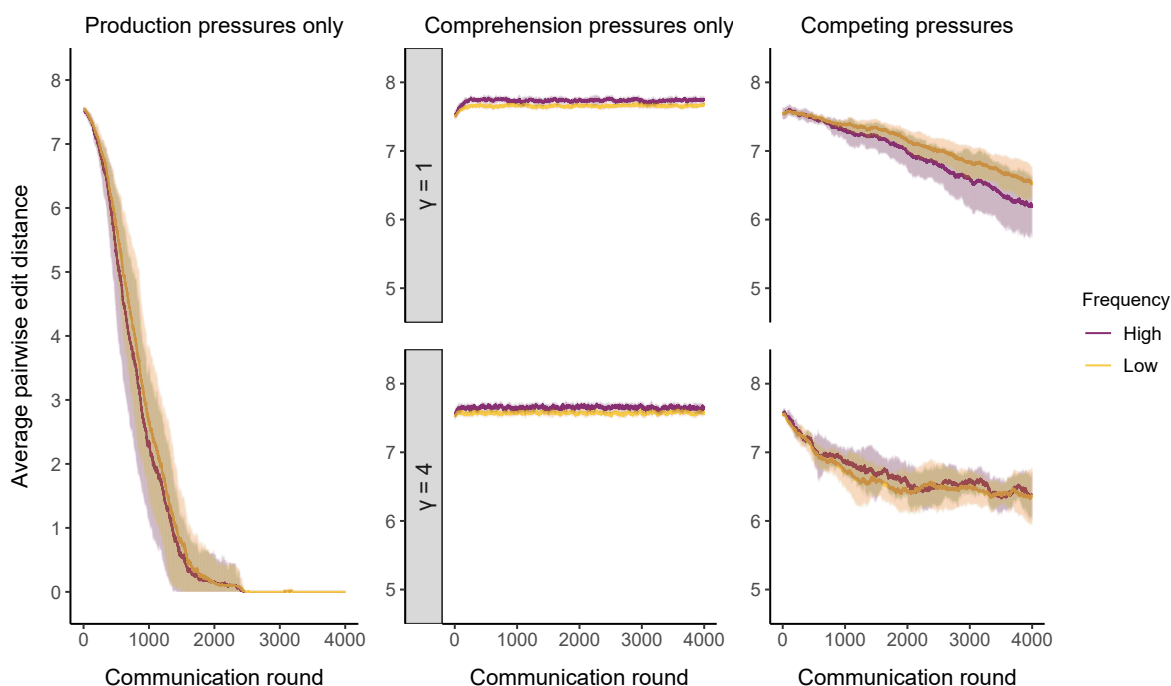 Production pressures only
Comprehension pressures only
Competing pressures
Average pairwise edit distance
8
7
6
5
4
3
2
1
0
0 1000 2000 3000 4000
Communication round
γ = 1
8
7
6
5
γ = 4
8
7
6
5
0 1000 2000 3000 4000
Communication round
8
7
6
5
8
7
6
5
0 1000 2000 3000 4000
Communication round
Frequency
High
Low